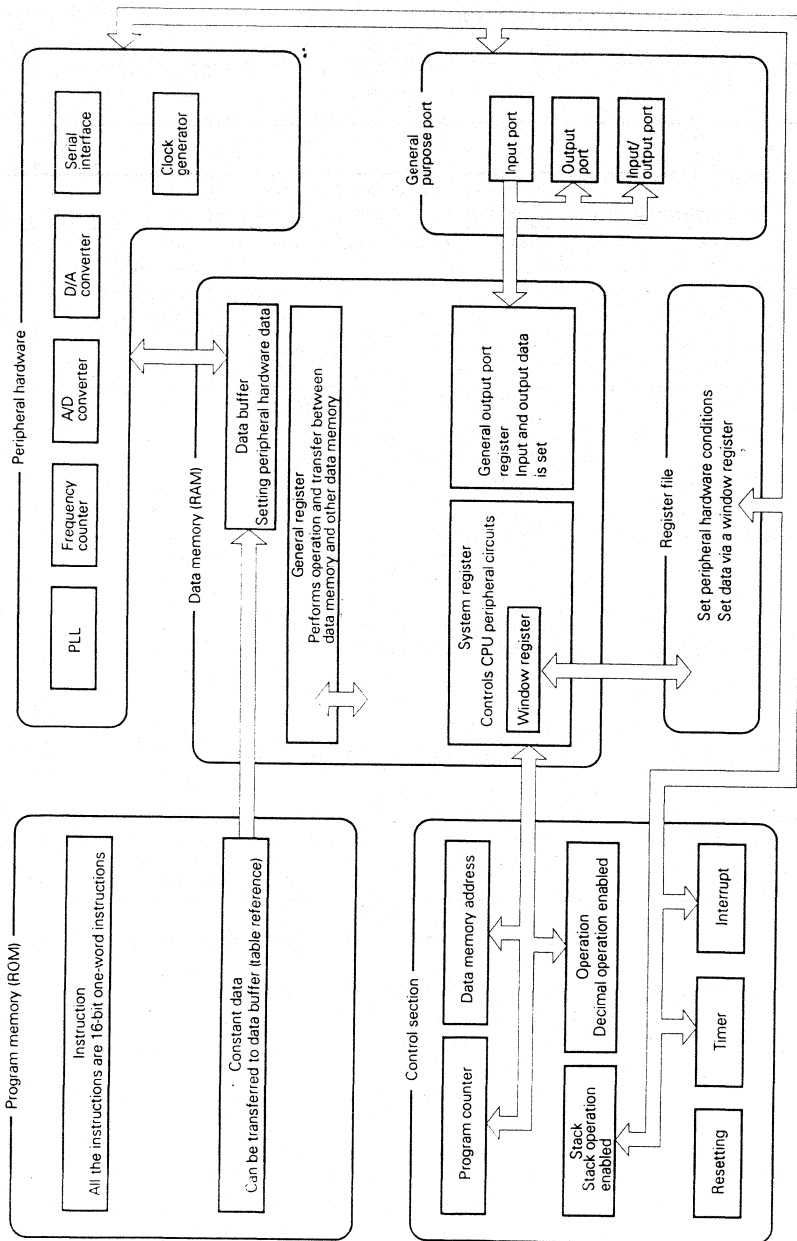 Program memory (ROM)
Instruction
All the instructions are 16-bit one-word instructions
Constant data
Can be transferred to data buffer (table reference)
Control section
Program counter
Data memory address
Stack
Stack operation
enabled
Operation
Decimal operation enabled
Resetting
Timer
Interrupt
Peripheral hardware
PLL
Frequency
counter
A/D
converter
D/A
converter
Serial
interface
Clock
generator
Data memory (RAM)
Data buffer
Setting peripheral hardware data
General register
Performs operation and transfer between
data memory and other data memory
System register
Controls CPU peripheral circuits
Window register
General output port
register
Input and output data
is set
General
purpose port
Input port
Output
port
Input/
output port
Register file
Set peripheral hardware conditions
Set data via a window register